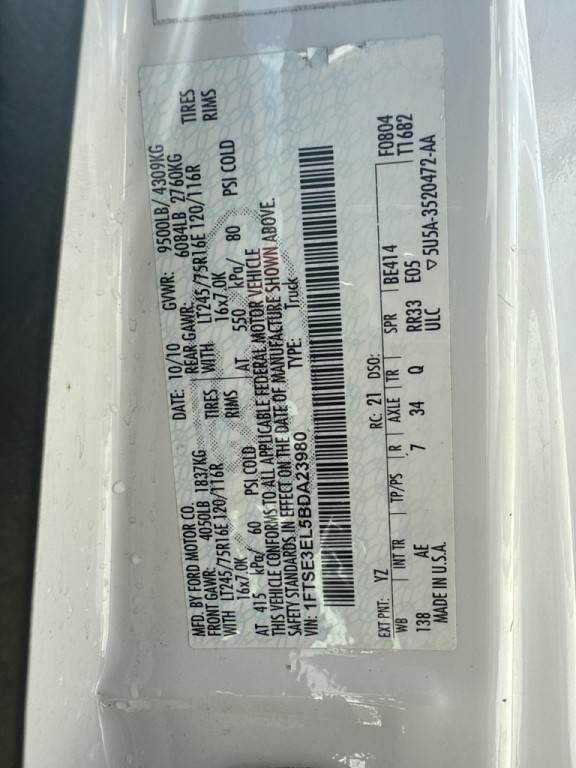 MFD. BY FORD MOTOR CO. DATE: 10/10 GVWR: 9500LB/ 4309KG
FRONT GAWR: 4050LB 1837KG REAR GAWR: 6084LB 2760KG
WITH LT245/75R16E 120/116R TIRES WITH LT245/75R16E 120/116R TIRES
16x7.0K RIMS 16x7.0K RIMS
AT 415 kPa/ 60 PSI COLD AT 550 kPa/ 80 PSI COLD
THIS VEHICLE CONFORMS TO ALL APPLICABLE FEDERAL MOTOR VEHICLE
SAFETY STANDARDS IN EFFECT ON THE DATE OF MANUFACTURE SHOWN ABOVE.
VIN: 1FTSE3EL5BDA23980 TYPE: Truck
EXT PNT: YZ RC: 21 DSO: F0804
WB INT TR TP/PS R AXLE TR SPR BE414 T1682
138 AE 7 34 Q RR33 E05
MADE IN U.S.A. ULC ▽5U5A-3520472-AA